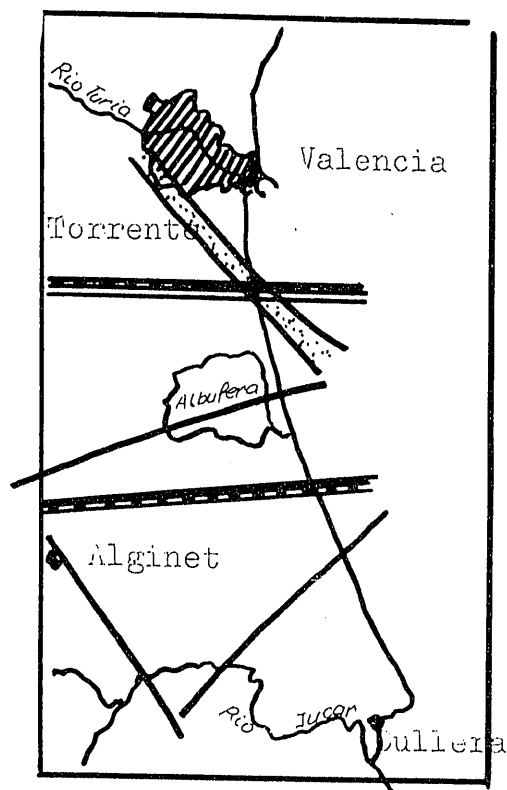 Rio Turia
Valencia
Torrente
Albufera
Alginet
Rio Jucar
Cullera